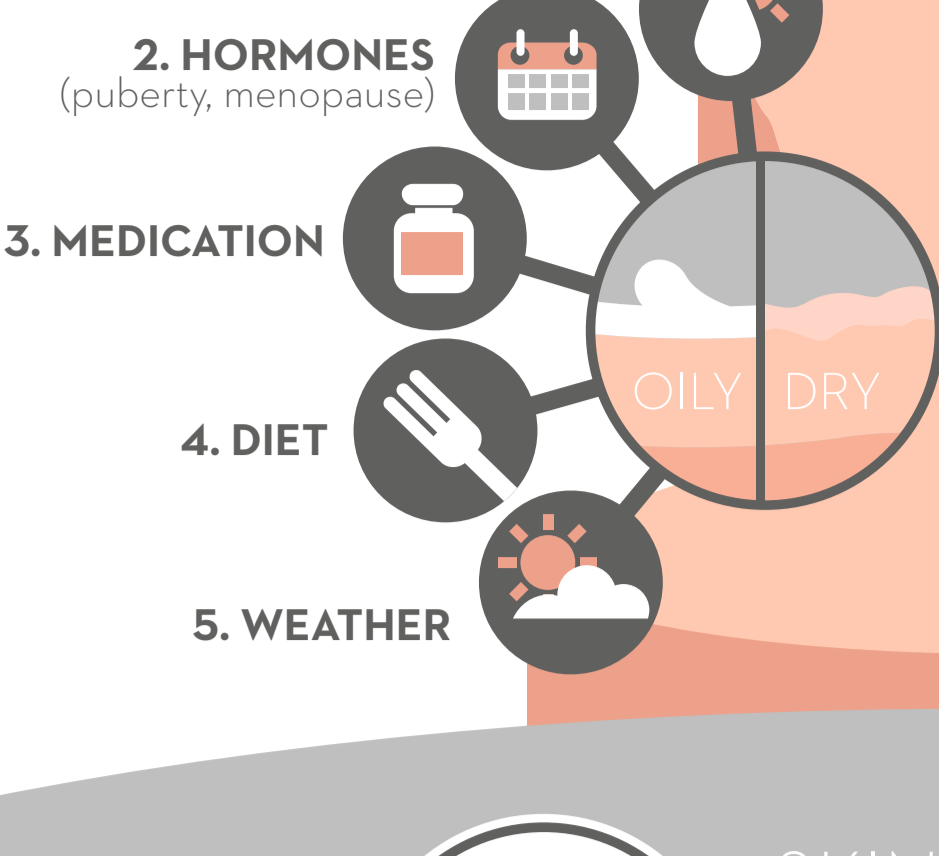 2. HORMONES
(puberty, menopause)
3. MEDICATION
OILY DRY
4. DIET
5. WEATHER